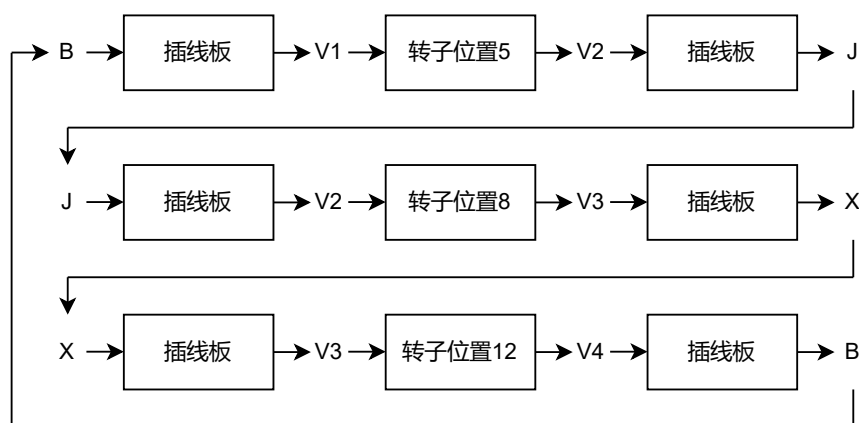 B 插线板 V1 转子位置5 V2 插线板 J
J 插线板 V2 转子位置8 V3 插线板 X
X 插线板 V3 转子位置12 V4 插线板 B